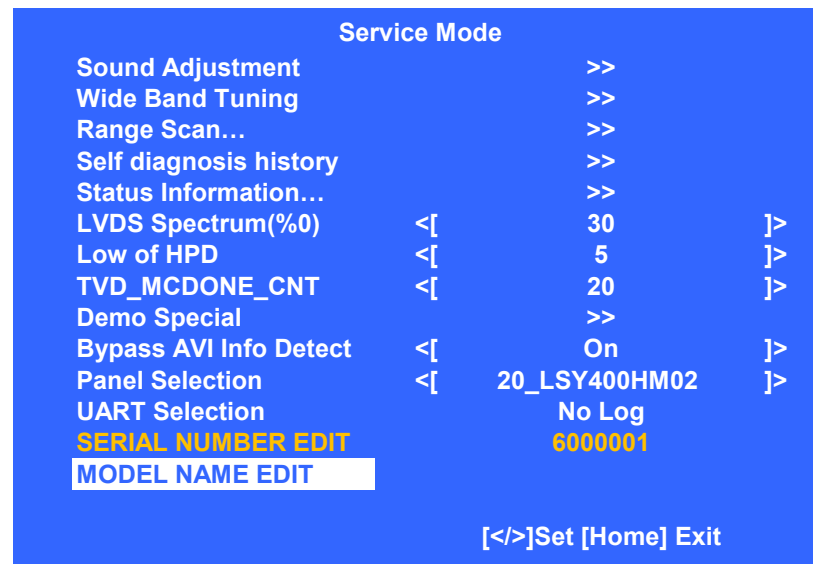 Service Mode
Sound Adjustment >>
Wide Band Tuning >>
Range Scan… >>
Self diagnosis history >>
Status Information… >>
LVDS Spectrum(%0) <[ 30 ]>
Low of HPD <[ 5 ]>
TVD_MCDONE_CNT <[ 20 ]>
Demo Special >>
Bypass AVI Info Detect <[ On ]>
Panel Selection <[ 20_LSY400HM02 ]>
UART Selection No Log
SERIAL NUMBER EDIT 6000001
MODEL NAME EDIT
[</>]Set [Home] Exit